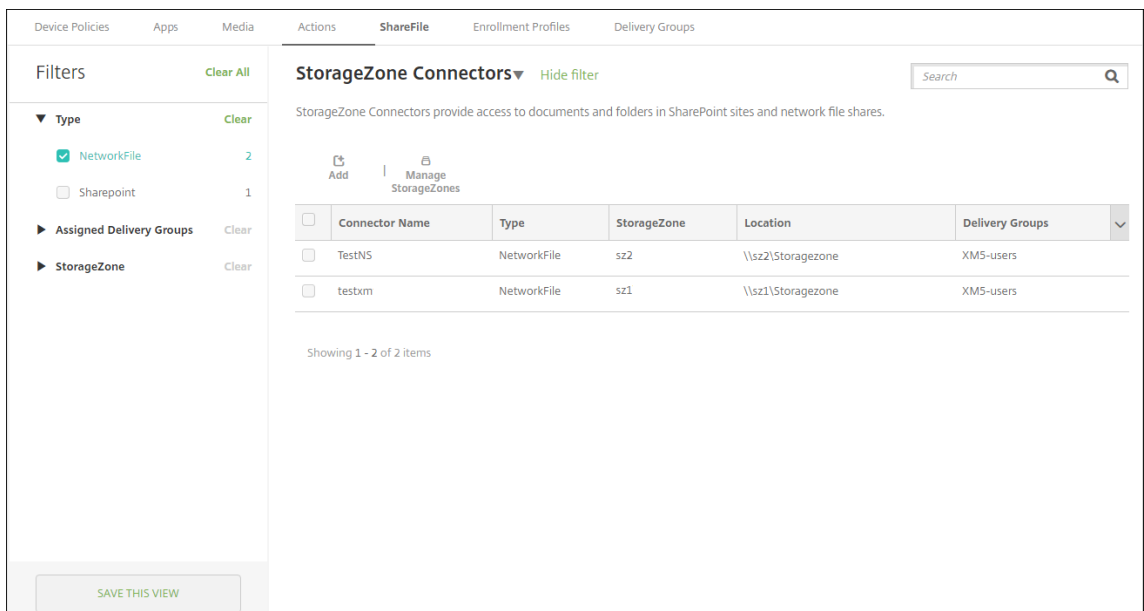 Device Policies Apps Media Actions ShareFile Enrollment Profiles Delivery Groups
Filters Clear All
Type Clear
NetworkFile 2
Sharepoint 1
Assigned Delivery Groups Clear
StorageZone Clear
SAVE THIS VIEW
StorageZone Connectors Hide filter Search
StorageZone Connectors provide access to documents and folders in SharePoint sites and network file shares.
Add | Manage
StorageZones
Connector Name Type StorageZone Location Delivery Groups
TestNS NetworkFile sz2 \\sz2\Storagezone XM5-users
testxm NetworkFile sz1 \\sz1\Storagezone XM5-users
Showing 1 - 2 of 2 items